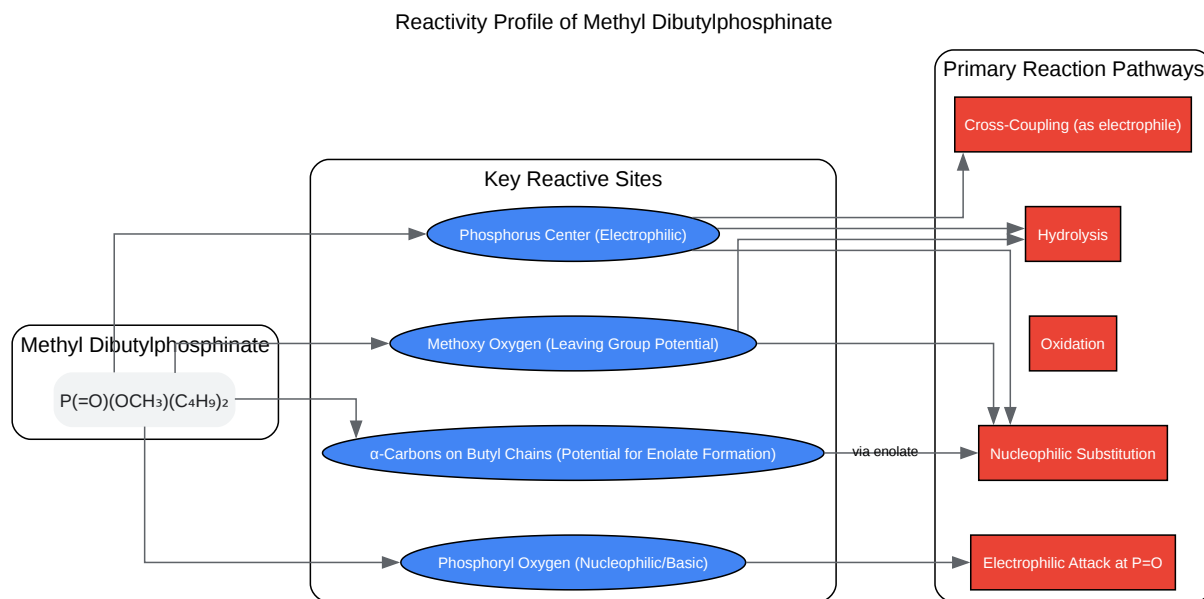 Reactivity Profile of Methyl Dibutylphosphinate
Methyl Dibutylphosphinate
P(=O)(OCH₃)(C₄H₉)₂
Key Reactive Sites
Phosphorus Center (Electrophilic)
Methoxy Oxygen (Leaving Group Potential)
α-Carbons on Butyl Chains (Potential for Enolate Formation)
Phosphoryl Oxygen (Nucleophilic/Basic)
via enolate
Primary Reaction Pathways
Cross-Coupling (as electrophile)
Hydrolysis
Oxidation
Nucleophilic Substitution
Electrophilic Attack at P=O